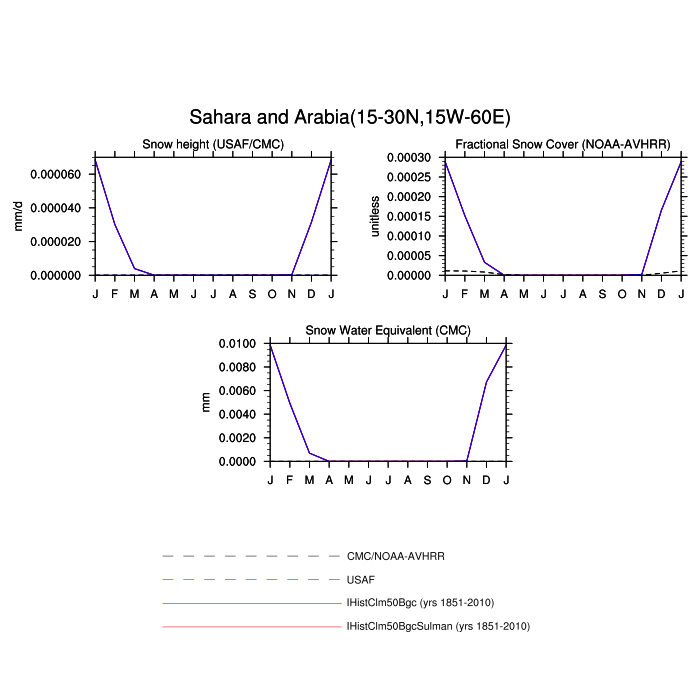 Sahara and Arabia(15-30N,15W-60E)
Snow height (USAF/CMC)
mm/d
0.000060
0.000040
0.000020
0.000000
J F M A M J J A S O N D J
Fractional Snow Cover (NOAA-AVHRR)
unitless
0.00030
0.00025
0.00020
0.00015
0.00010
0.00005
0.00000
J F M A M J J A S O N D J
Snow Water Equivalent (CMC)
mm
0.0100
0.0080
0.0060
0.0040
0.0020
0.0000
J F M A M J J A S O N D J
CMC/NOAA-AVHRR
USAF
IHistClm50Bgc (yrs 1851-2010)
IHistClm50BgcSulman (yrs 1851-2010)